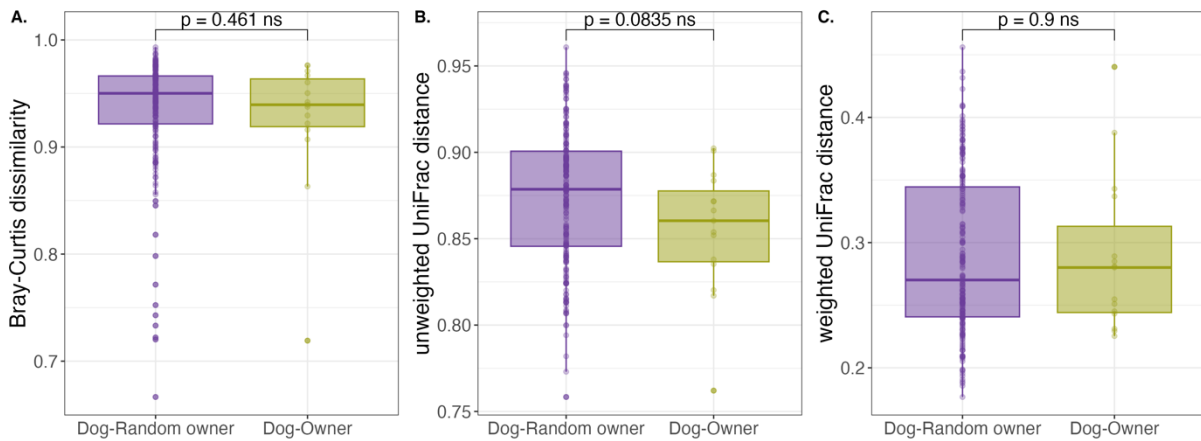 A.
p = 0.461 ns
Bray-Curtis dissimilarity
1.0
0.9
0.8
0.7
Dog-Random owner
Dog-Owner
B.
p = 0.0835 ns
unweighted UniFrac distance
0.95
0.90
0.85
0.80
0.75
Dog-Random owner
Dog-Owner
C.
p = 0.9 ns
weighted UniFrac distance
0.4
0.3
0.2
Dog-Random owner
Dog-Owner